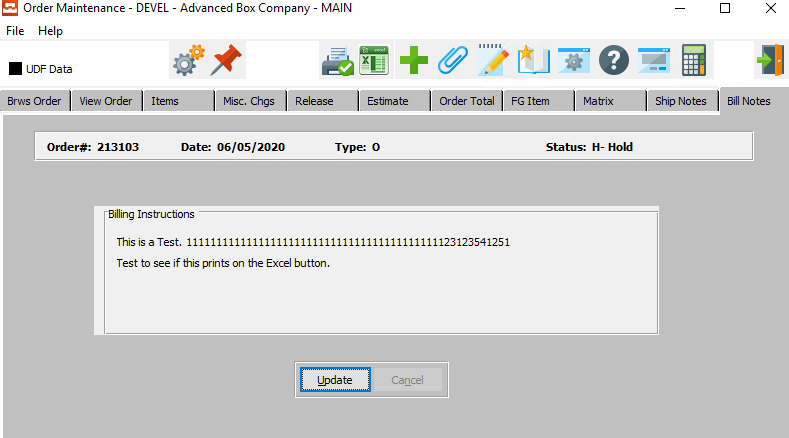 Order Maintenance - DEVEL - Advanced Box Company - MAIN
File Help
UDF Data
excel
Brws Order View Order Items Misc. Chgs Release Estimate Order Total FG Item Matrix Ship Notes Bill Notes
Order#: 213103 Date: 06/05/2020 Type: O Status: H- Hold
Billing Instructions
This is a Test. 1111111111111111111111111111111111111111111123123541251
Test to see if this prints on the Excel button.
Update Cancel